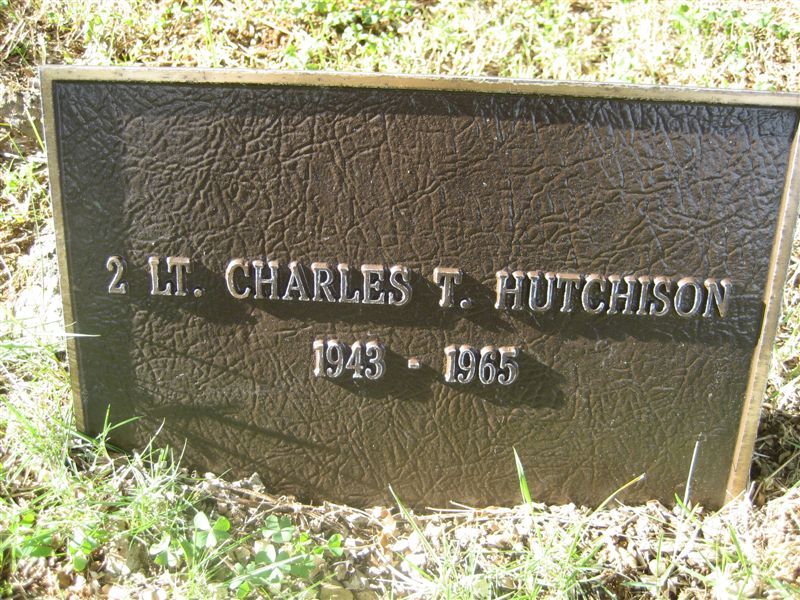 2 LT. CHARLES T. HUTCHISON
1943 - 1965